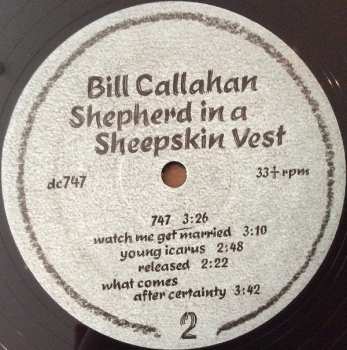 Bill Callahan
Shepherd in a
Sheepskin Vest
dc747 33⅓ rpm
747 3:26
watch me get married 3:10
young icarus 2:48
released 2:22
what comes
after certainty 3:42
2